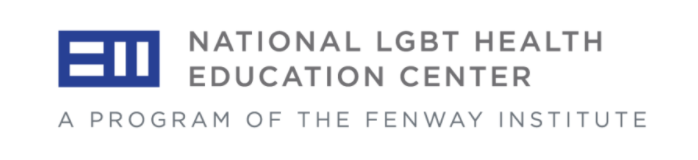 NATIONAL LGBT HEALTH
EDUCATION CENTER
A PROGRAM OF THE FENWAY INSTITUTE